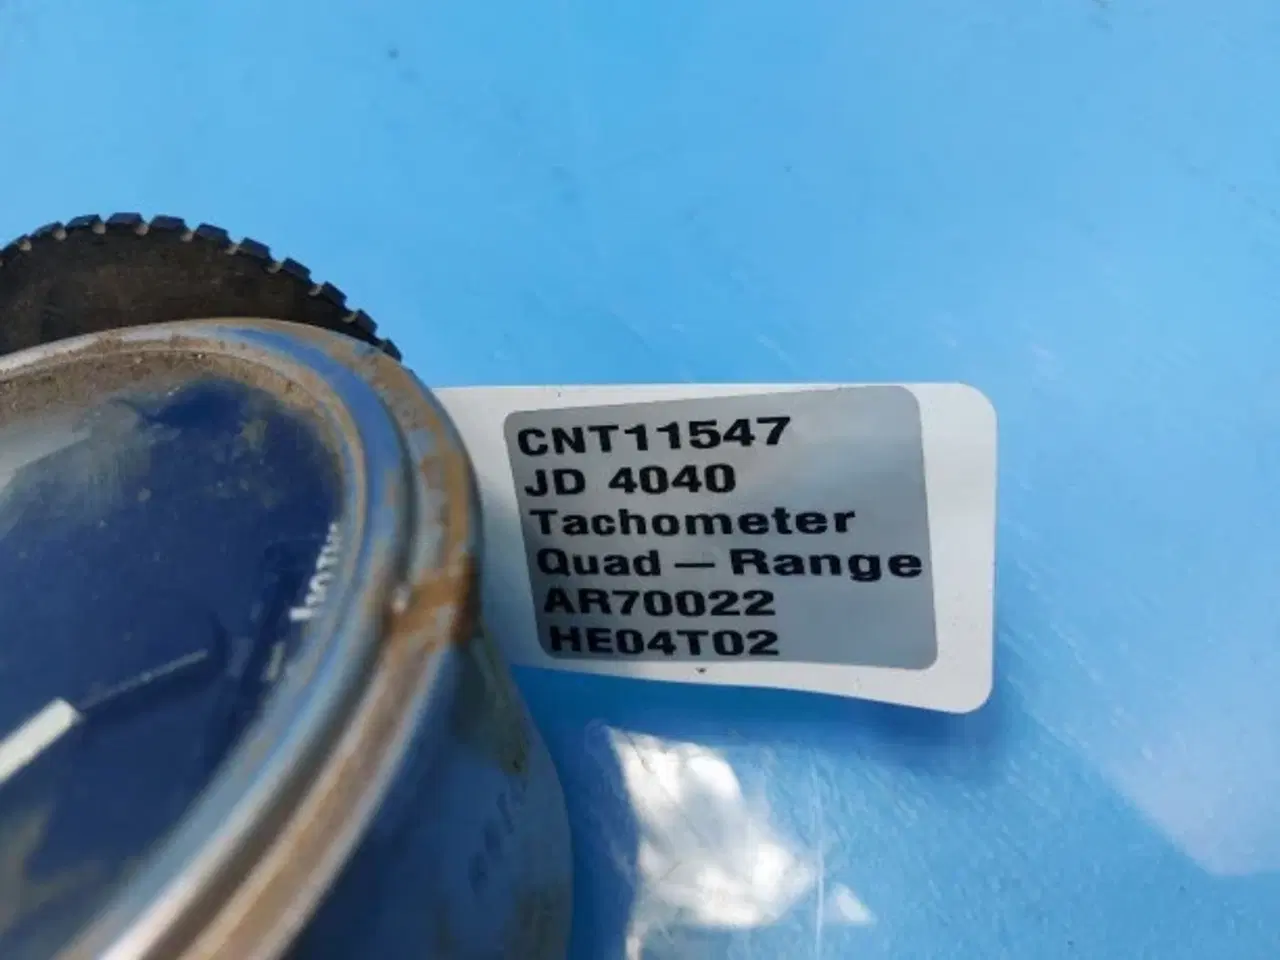 CNT11547
JD 4040
Tachometer
Quad – Range
AR70022
HE04T02